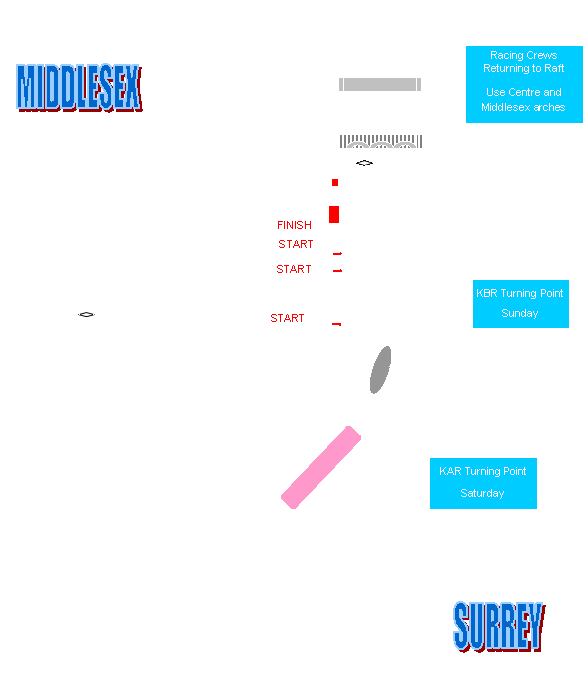 MIDDLESEX
Racing Crews
Returning to Raft
Use Centre and
Middlesex arches
FINISH
START
START
KBR Turning Point
Sunday
START
KAR Turning Point
Saturday
SURREY